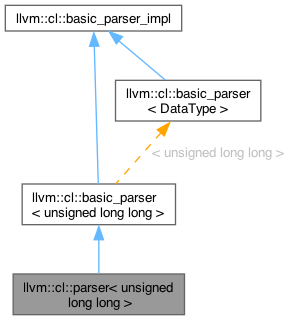 llvm::cl::basic_parser_impl
llvm::cl::basic_parser
< DataType >
< unsigned long long >
llvm::cl::basic_parser
< unsigned long long >
llvm::cl::parser< unsigned
long long >